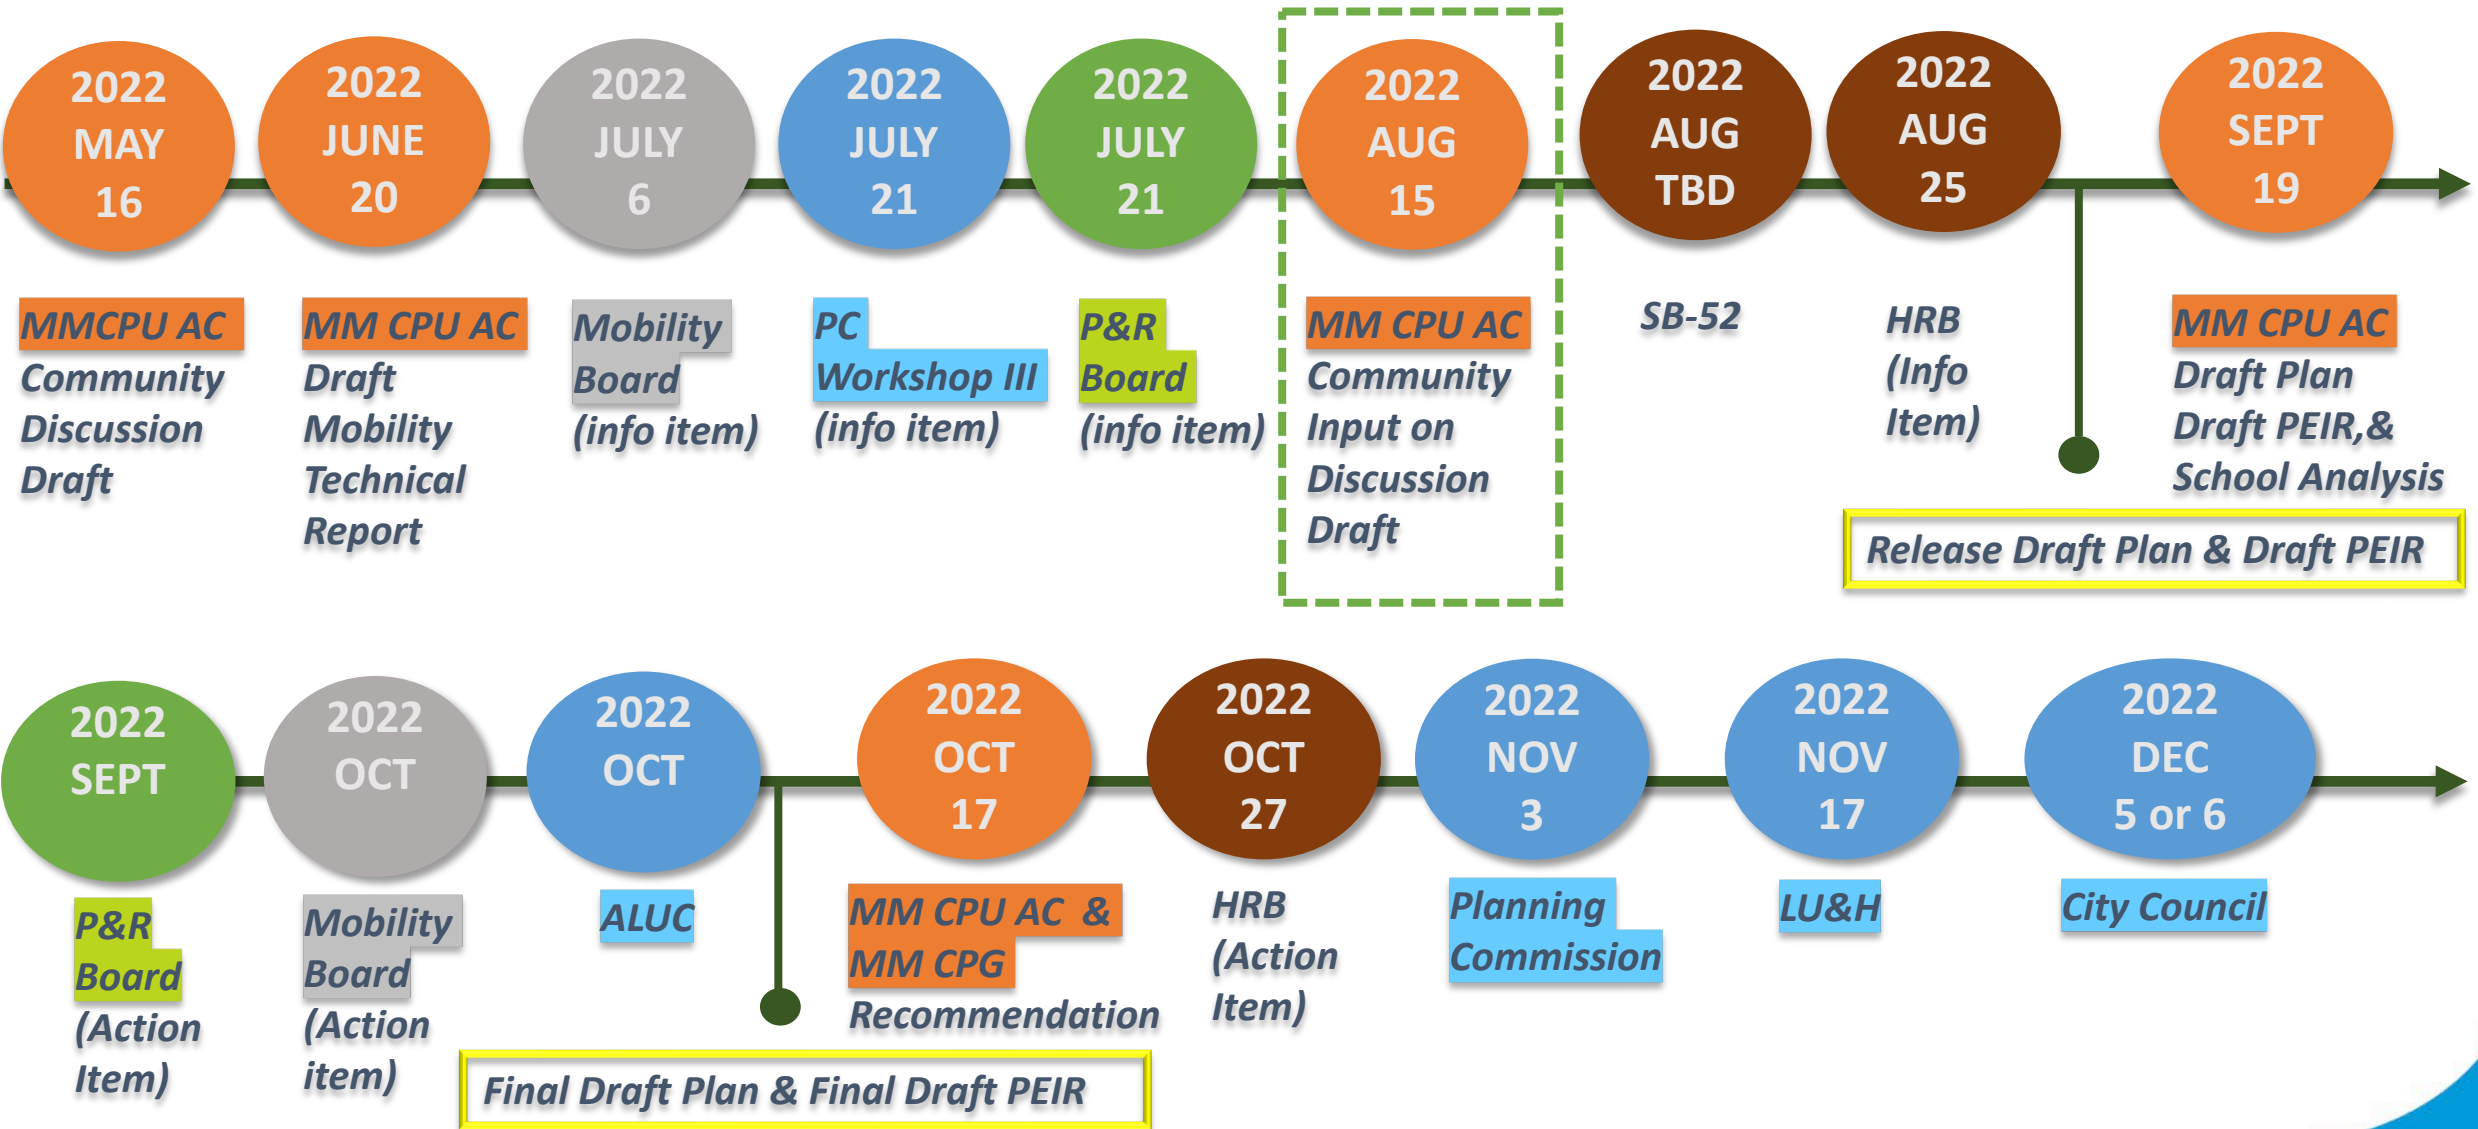 2022
MAY
16
2022
JUNE
20
2022
JULY
6
2022
JULY
21
2022
JULY
21
2022
AUG
15
2022
AUG
TBD
2022
AUG
25
2022
SEPT
19
MMCPU AC
Community
Discussion
Draft
MM CPU AC
Draft
Mobility
Technical
Report
Mobility
Board
(info item)
PC
Workshop III
(info item)
P&R
Board
(info item)
MM CPU AC
Community
Input on
Discussion
Draft
SB-52
HRB
(Info
Item)
MM CPU AC
Draft Plan
Draft PEIR,&
School Analysis
Release Draft Plan & Draft PEIR
2022
SEPT
2022
OCT
2022
OCT
2022
OCT
17
2022
OCT
27
2022
NOV
3
2022
NOV
17
2022
DEC
5 or 6
P&R
Board
(Action
Item)
Mobility
Board
(Action
item)
ALUC
MM CPU AC  &
MM CPG
Recommendation
HRB
(Action
Item)
Planning
Commission
LU&H
City Council
Final Draft Plan & Final Draft PEIR